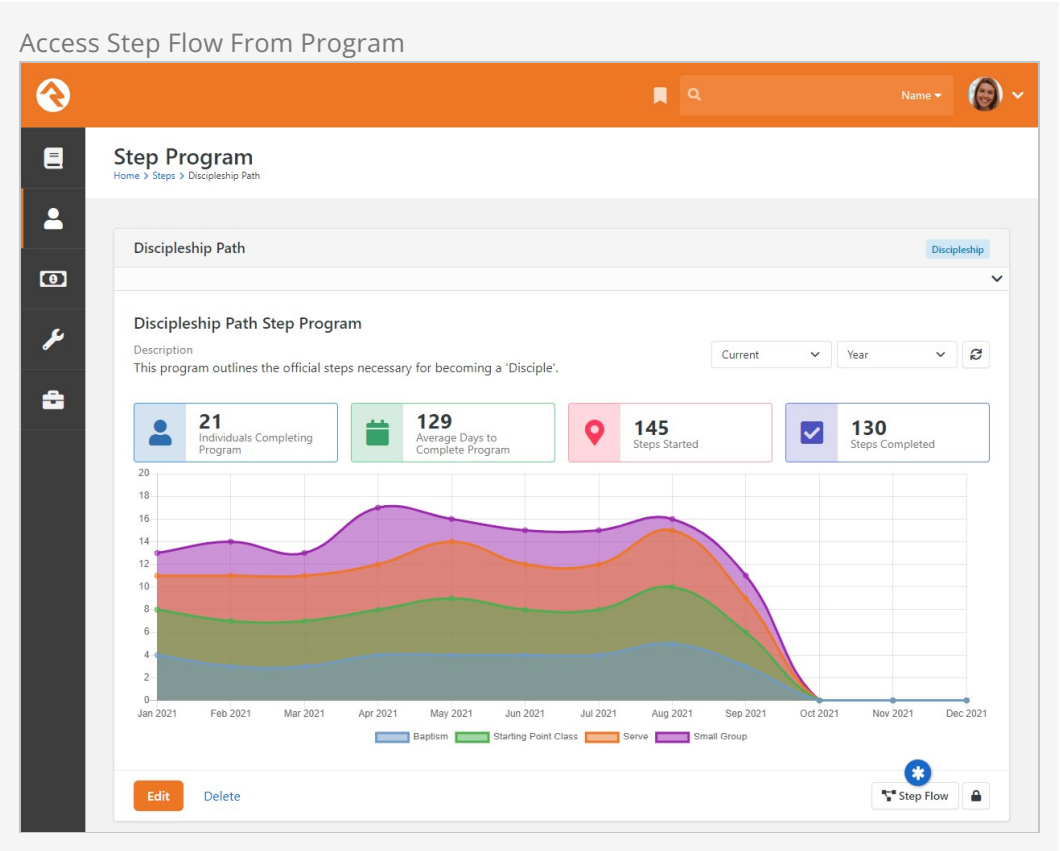 Access Step Flow From Program
Name
Step Program
Home > Steps > Discipleship Path
Discipleship Path
Discipleship
Discipleship Path Step Program
Description
This program outlines the official steps necessary for becoming a 'Disciple'.
Current
Year
21
Individuals Completing
Program
129
Average Days to
Complete Program
145
Steps Started
130
Steps Completed
20
18
16
14
12
10
8
6
4
2
0
Jan 2021 Feb 2021 Mar 2021 Apr 2021 May 2021 Jun 2021 Jul 2021 Aug 2021 Sep 2021 Oct 2021 Nov 2021 Dec 2021
Baptism Starting Point Class Serve Small Group
Edit Delete Step Flow